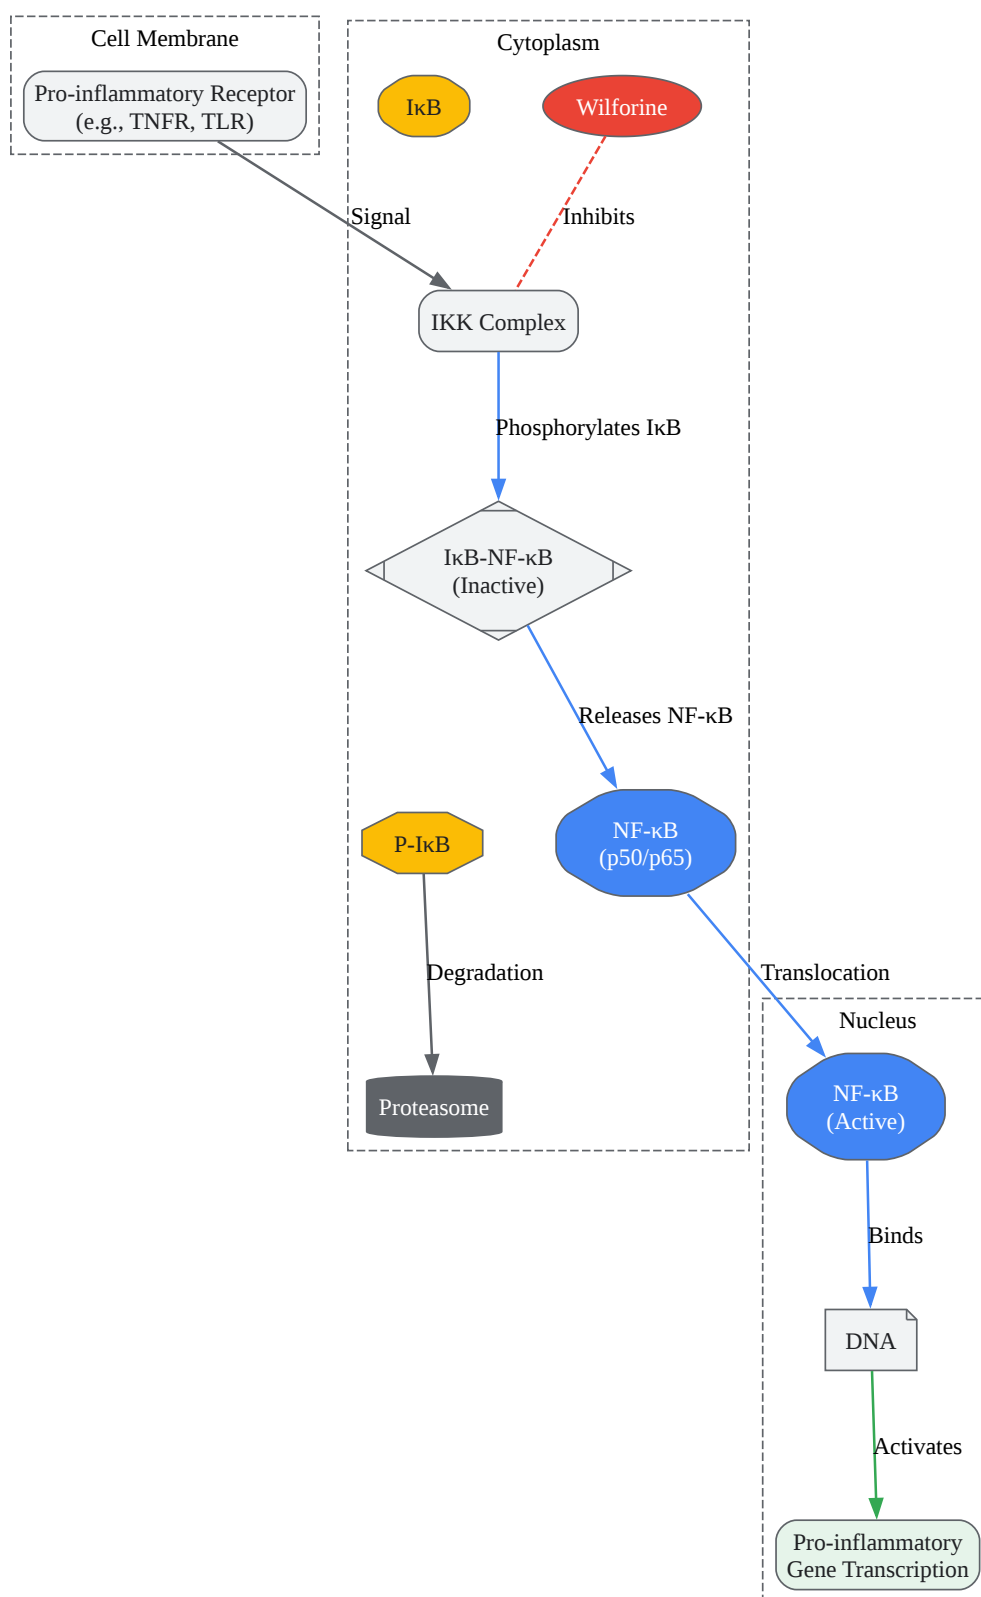 Cell Membrane
Pro-inflammatory Receptor
(e.g., TNFR, TLR)
Cytoplasm
IκB
Wilforine
Signal
Inhibits
IKK Complex
Phosphorylates IκB
IκB-NF-κB
(Inactive)
Releases NF-κB
P-IκB
NF-κB
(p50/p65)
Degradation
Translocation
Proteasome
Nucleus
NF-κB
(Active)
Binds
DNA
Activates
Pro-inflammatory
Gene Transcription